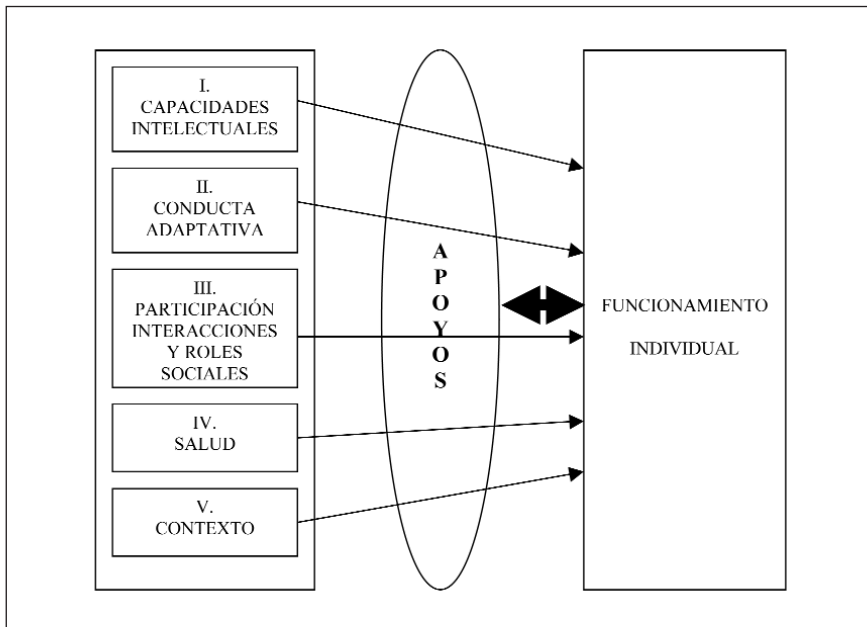 I.
CAPACIDADES
INTELECTUALES
II.
CONDUCTA
ADAPTATIVA
III.
PARTICIPACIÓN
INTERACCIONES
Y ROLES
SOCIALES
IV.
SALUD
V.
CONTEXTO
A
P
O
Y
O
S
FUNCIONAMIENTO
INDIVIDUAL